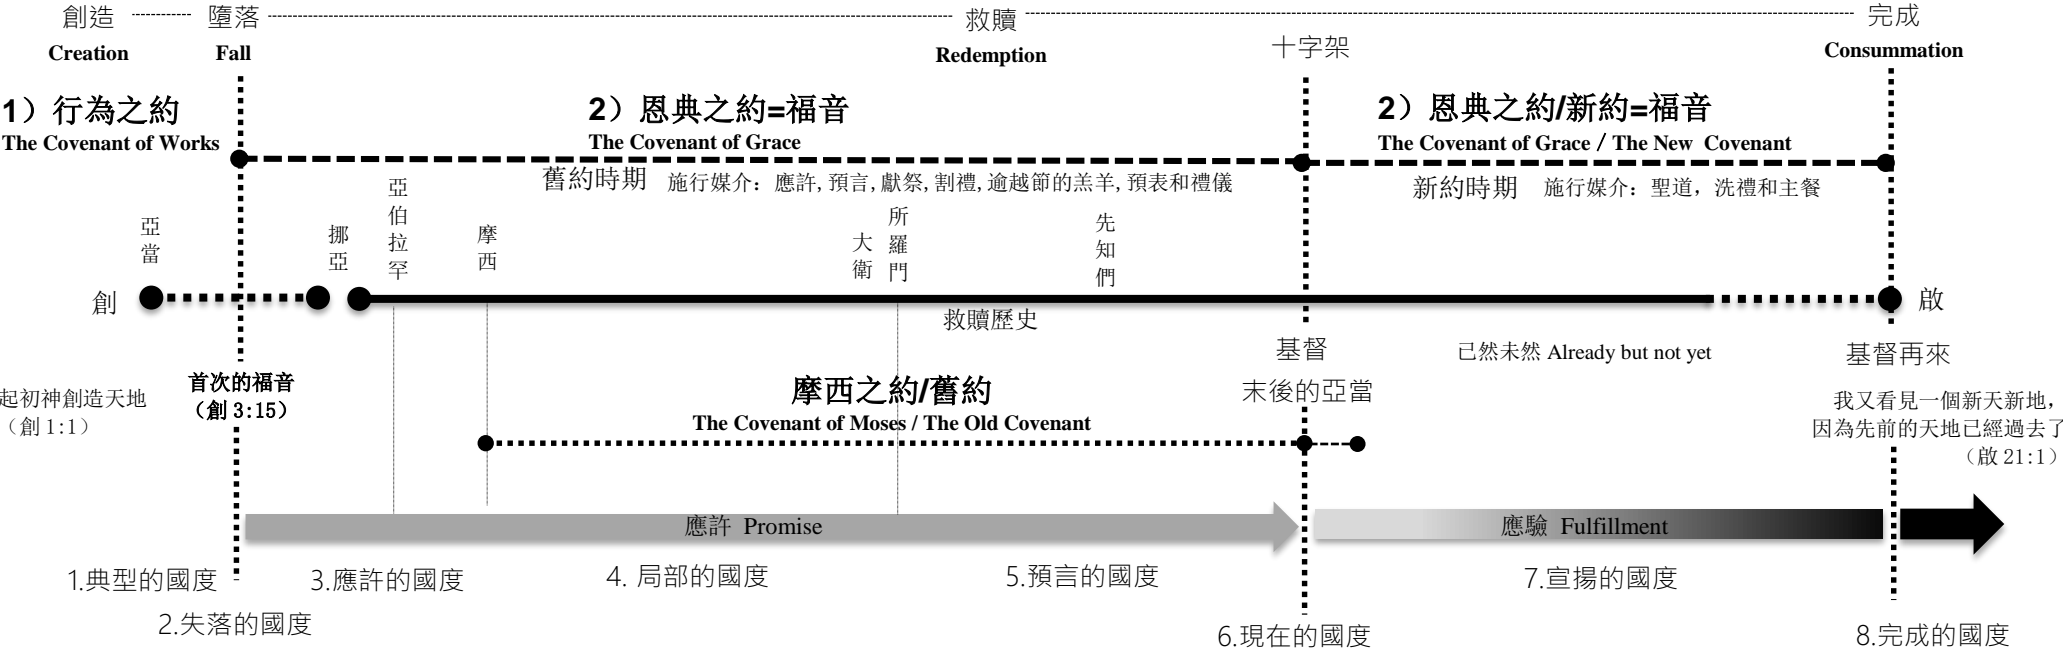 創造
墮落
救贖
完成
Creation
Fall
Redemption
十字架
Consummation
1）行為之約
The Covenant of Works
2）恩典之約=福音
The Covenant of Grace
2）恩典之約/新約=福音
The Covenant of Grace / The New Covenant
舊約時期 施行媒介：應許,預言,獻祭,割禮,逾越節的羔羊,預表和禮儀
新約時期 施行媒介：聖道，洗禮和主餐
亞當
挪亞
亞伯拉罕
摩西
大衛
所羅門
先知們
創
啟
救贖歷史
基督
末後的亞當
已然未然 Already but not yet
基督再來
起初神創造天地
（創 1:1）
首次的福音
（創 3:15）
摩西之約/舊約
The Covenant of Moses / The Old Covenant
我又看見一個新天新地，
因為先前的天地已經過去了
（啟 21:1）
應許 Promise
應驗 Fulfillment
1.典型的國度
2.失落的國度
3.應許的國度
4. 局部的國度
5.預言的國度
6.現在的國度
7.宣揚的國度
8.完成的國度